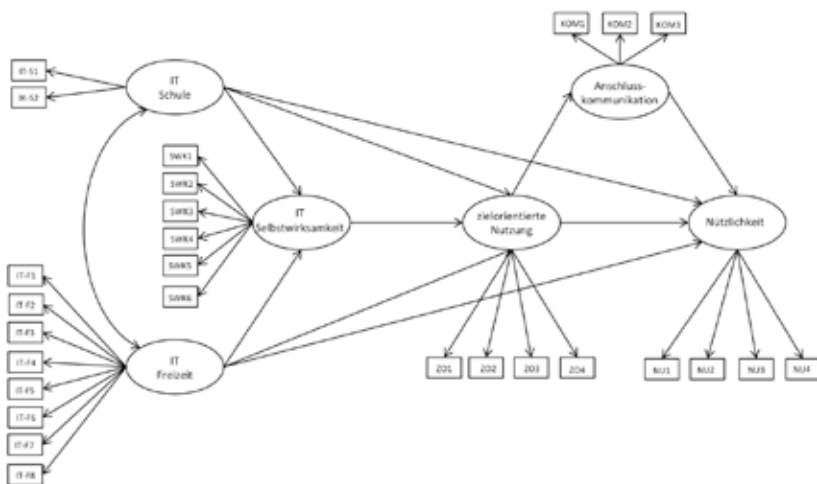 KOM1
KOM2
KOM3
IT-S1
IT
Schule
Anschluss-
kommunikation
SWK1
SWK2
SWK3
SWK4
SWK5
SWK6
IT
Selbstwirksamkeit
zielorientierte
Nutzung
Nützlichkeit
IT-F1
IT-F2
IT-F3
IT-F4
IT-F5
IT-F6
IT-F7
IT-F8
IT
Freizeit
ZO1
ZO2
ZO3
ZO4
NU1
NU2
NU3
NU4